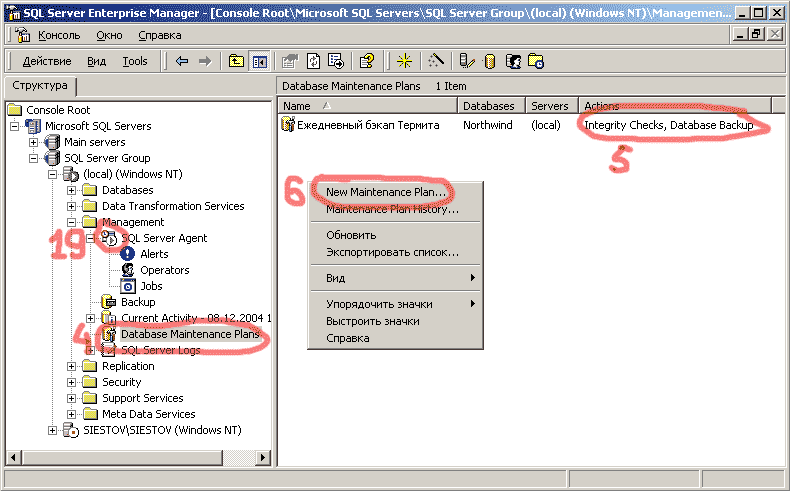 SQL Server Enterprise Manager - [Console Root\Microsoft SQL Servers\SQL Server Group\(local) (Windows NT)\Managemen...
Консоль Окно Справка
Действие Вид Tools
Структура
Database Maintenance Plans 1 Item
Name Databases Servers Actions
Ежедневный бэкап Термита Northwind (local) Integrity Checks, Database Backup
5
Console Root
Microsoft SQL Servers
Main servers
SQL Server Group
(local) (Windows NT)
Databases
Data Transformation Services
Management
19 SQL Server Agent
Alerts
Operators
Jobs
Backup
Current Activity - 08.12.2004 1
4 Database Maintenance Plans
SQL Server Logs
Replication
Security
Support Services
Meta Data Services
SIESTOV\SIESTOV (Windows NT)
6 New Maintenance Plan...
Maintenance Plan History...
Обновить
Экспортировать список...
Вид
Упорядочить значки
Выстроить значки
Справка